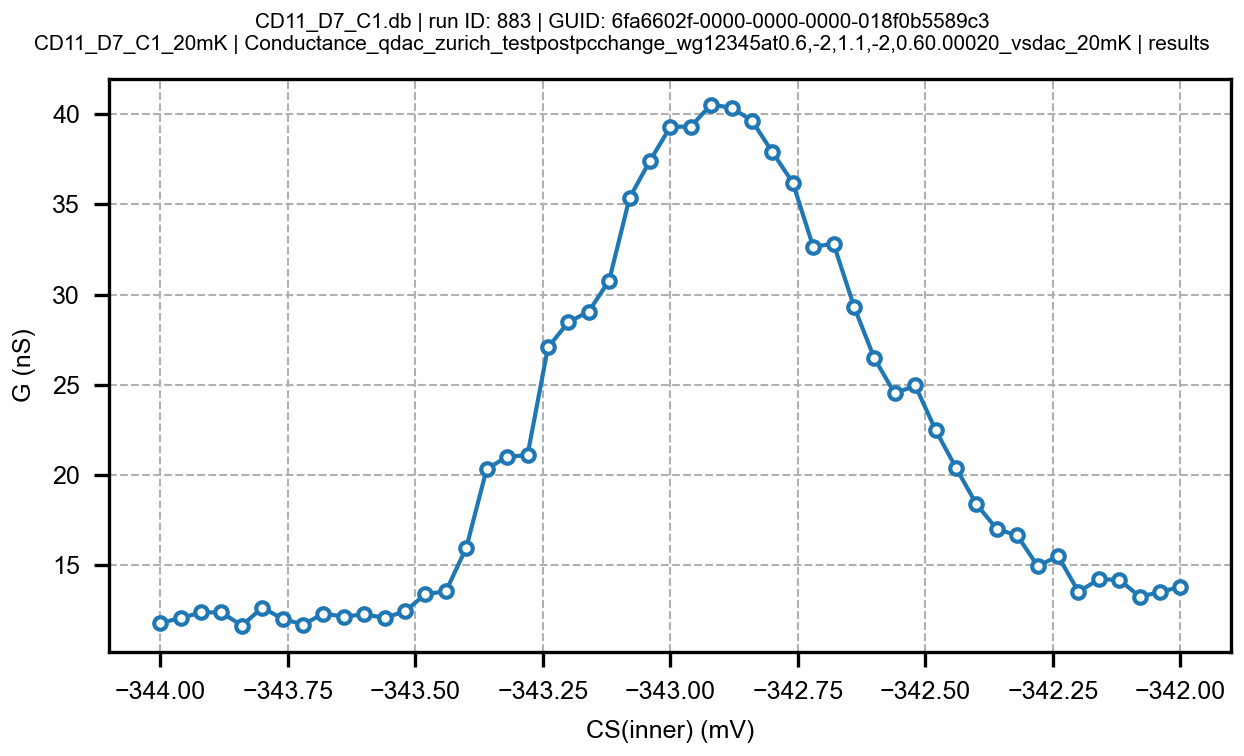 CD11_D7_C1.db | run ID: 883 | GUID: 6fa6602f-0000-0000-0000-018f0b5589c3
CD11_D7_C1_20mK | Conductance_qdac_zurich_testpostpcchange_wg12345at0.6,-2,1.1,-2,0.60.00020_vsdac_20mK | results
40
35
30
25
20
15
G (nS)
−344.00 −343.75 −343.50 −343.25 −343.00 −342.75 −342.50 −342.25 −342.00
CS(inner) (mV)